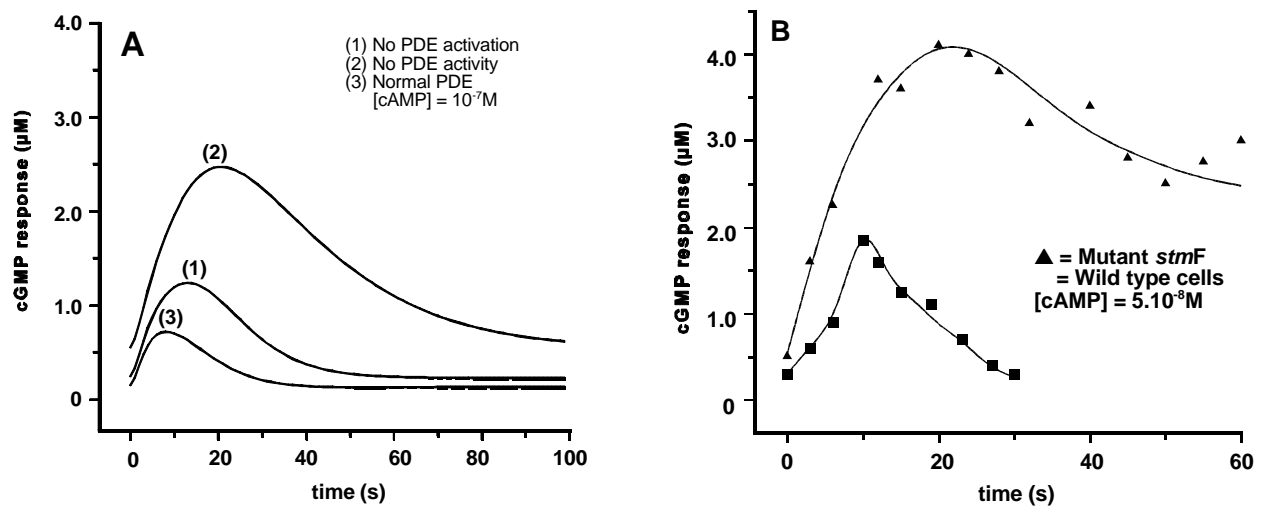 A
(1) No PDE activation
(2) No PDE activity
(3) Normal PDE
[cAMP] = 10⁻⁷M
cGMP response (µM)
4.0
3.0
2.0
1.0
0
(2)
(1)
(3)
0 20 40 60 80 100
time (s)
B
cGMP response (µM)
4.0
3.0
2.0
1.0
0
▲ = Mutant stmF
= Wild type cells
[cAMP] = 5.10⁻⁸M
0 20 40 60
time (s)